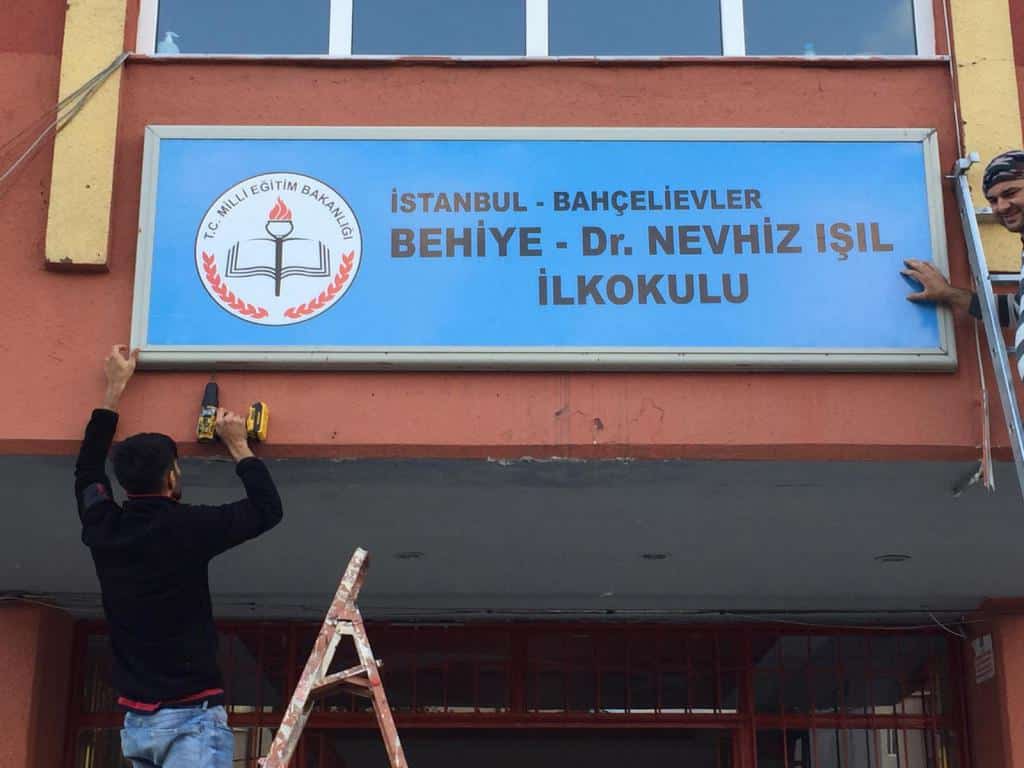 T.C. MİLLİ EĞİTİM BAKANLIĞI
İSTANBUL - BAHÇELİEVLER
BEHİYE - Dr. NEVHİZ IŞIL
İLKOKULU